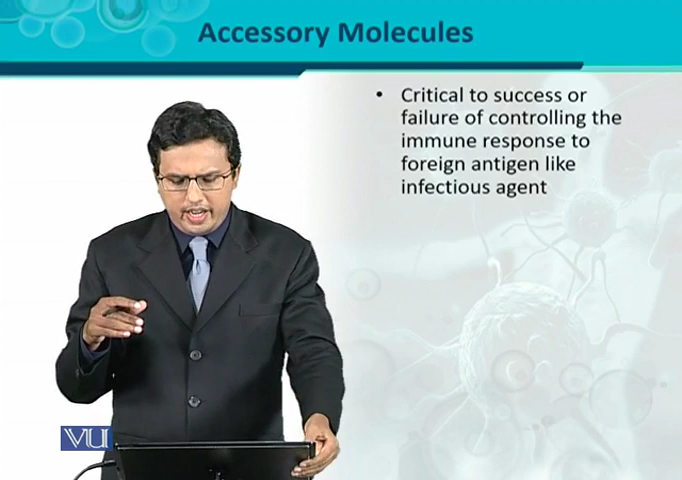 Accessory Molecules
• Critical to success or
failure of controlling the
immune response to
foreign antigen like
infectious agent
VU